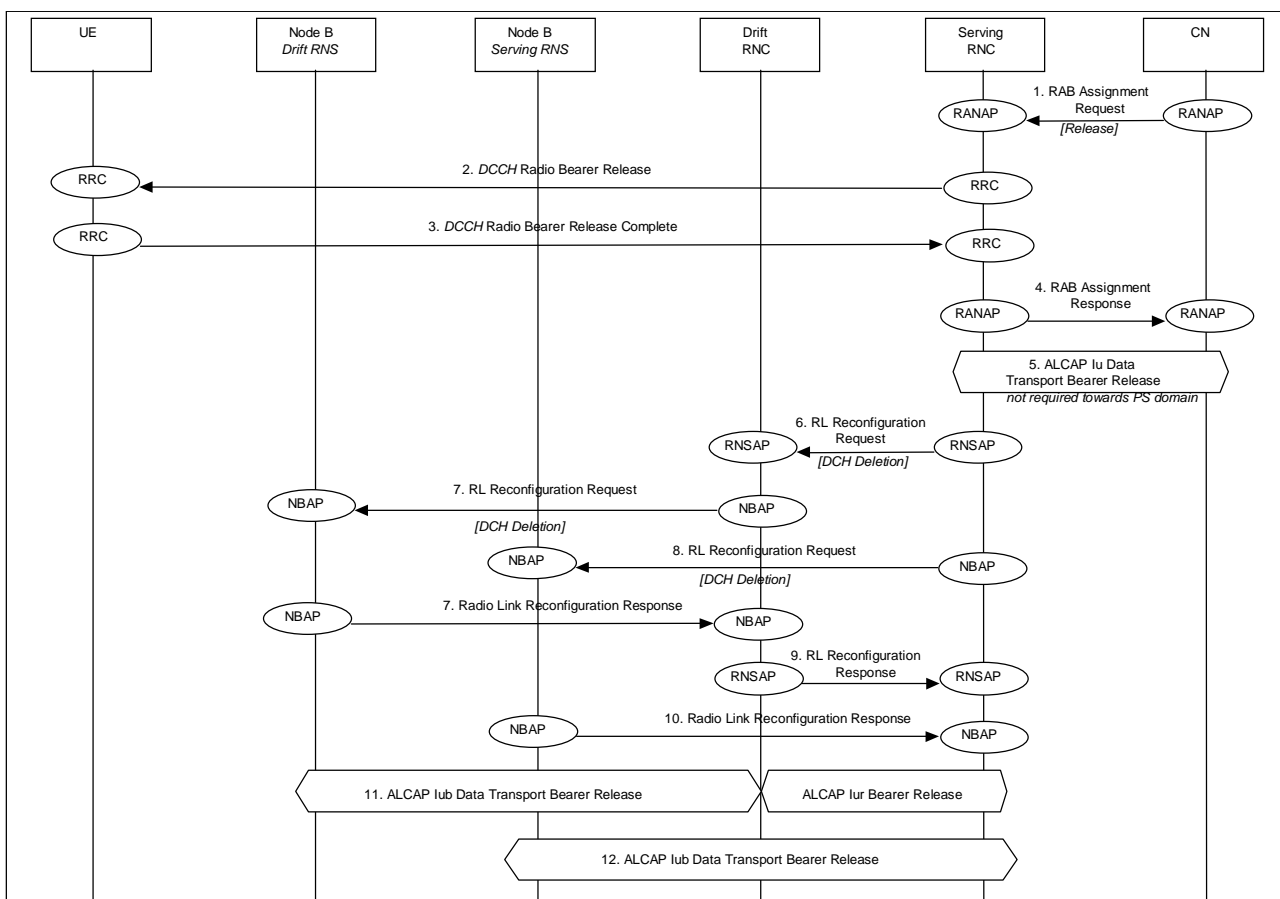 UE
Node B
Drift RNS
Node B
Serving RNS
Drift
RNC
Serving
RNC
CN
1. RAB Assignment
Request
[Release]
RANAP
RANAP
2. DCCH Radio Bearer Release
RRC
RRC
3. DCCH Radio Bearer Release Complete
RRC
RRC
4. RAB Assignment
Response
RANAP
RANAP
5. ALCAP Iu Data
Transport Bearer Release
not required towards PS domain
6. RL Reconfiguration
Request
[DCH Deletion]
RNSAP
RNSAP
7. RL Reconfiguration Request
[DCH Deletion]
NBAP
NBAP
8. RL Reconfiguration Request
[DCH Deletion]
NBAP
NBAP
7. Radio Link Reconfiguration Response
NBAP
NBAP
9. RL Reconfiguration
Response
RNSAP
RNSAP
10. Radio Link Reconfiguration Response
NBAP
NBAP
11. ALCAP Iub Data Transport Bearer Release
ALCAP Iur Bearer Release
12. ALCAP Iub Data Transport Bearer Release